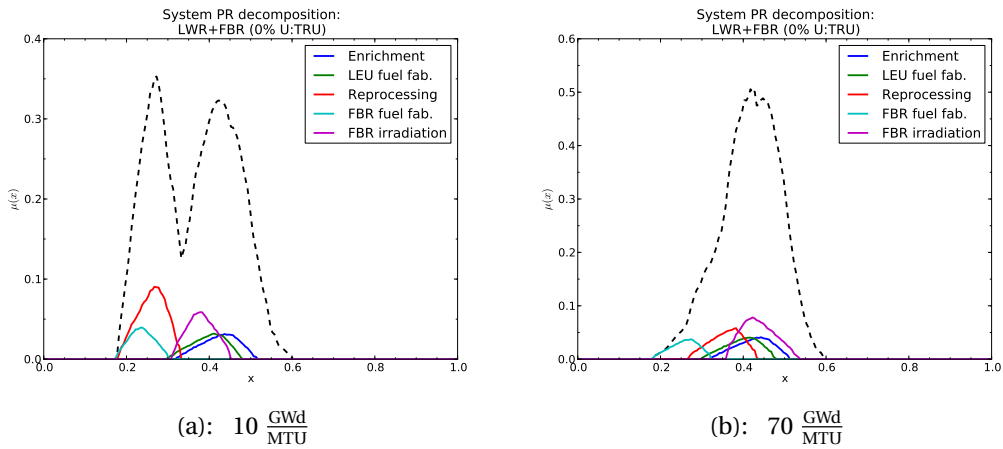 System PR decomposition:
LWR+FBR (0% U:TRU)
0.4
0.3
0.2
0.1
0.0
μ(x)
0.0 0.2 0.4 0.6 0.8 1.0
x
Enrichment
LEU fuel fab.
Reprocessing
FBR fuel fab.
FBR irradiation
(a): 10 GWd/MTU
System PR decomposition:
LWR+FBR (0% U:TRU)
0.6
0.5
0.4
0.3
0.2
0.1
0.0
μ(x)
0.0 0.2 0.4 0.6 0.8 1.0
x
Enrichment
LEU fuel fab.
Reprocessing
FBR fuel fab.
FBR irradiation
(b): 70 GWd/MTU